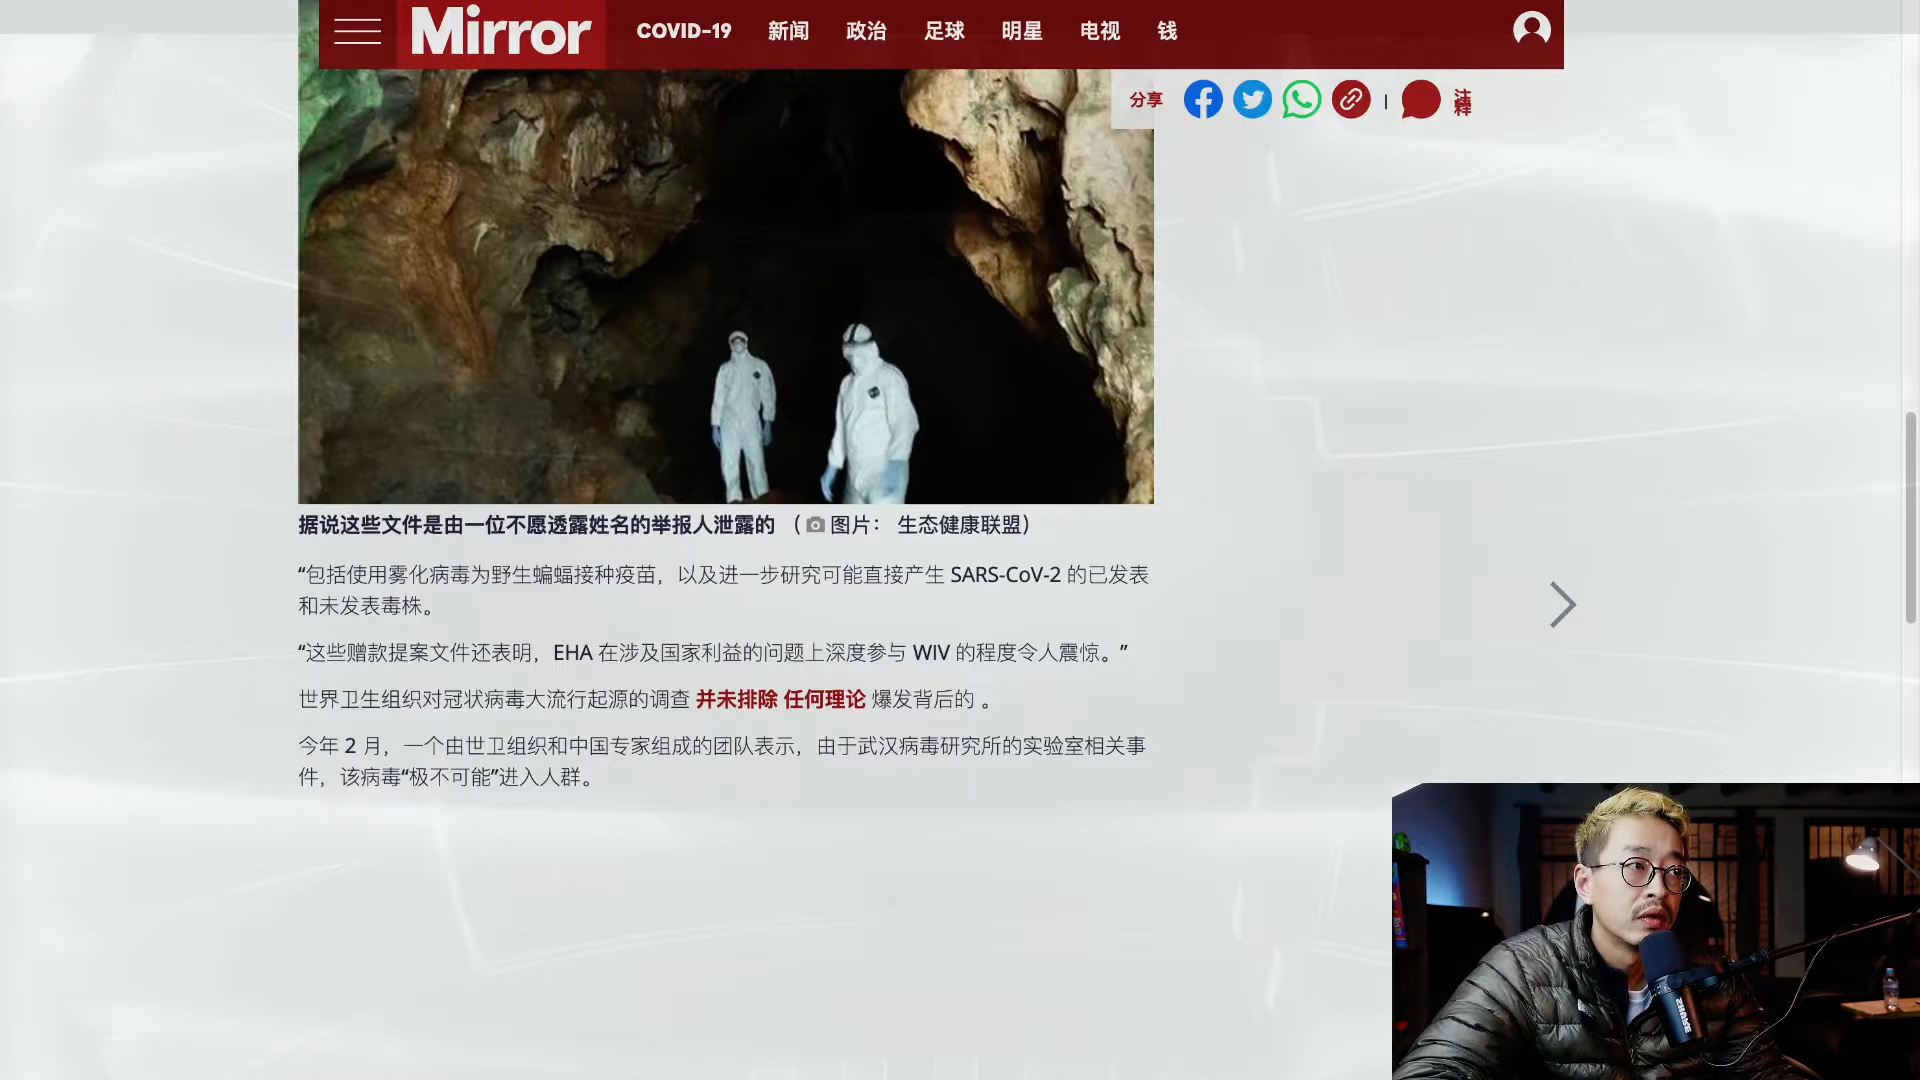 Mirror
COVID-19 新闻 政治 足球 明星 电视 钱
分享 | 注释
据说这些文件是由一位不愿透露姓名的举报人泄露的 （ 图片： 生态健康联盟）
“包括使用雾化病毒为野生蝙蝠接种疫苗，以及进一步研究可能直接产生 SARS-CoV-2 的已发表
和未发表毒株。
“这些赠款提案文件还表明，EHA 在涉及国家利益的问题上深度参与 WIV 的程度令人震惊。”
世界卫生组织对冠状病毒大流行起源的调查 并未排除 任何理论 爆发背后的 。
今年 2 月，一个由世卫组织和中国专家组成的团队表示，由于武汉病毒研究所的实验室相关事
件，该病毒“极不可能”进入人群。